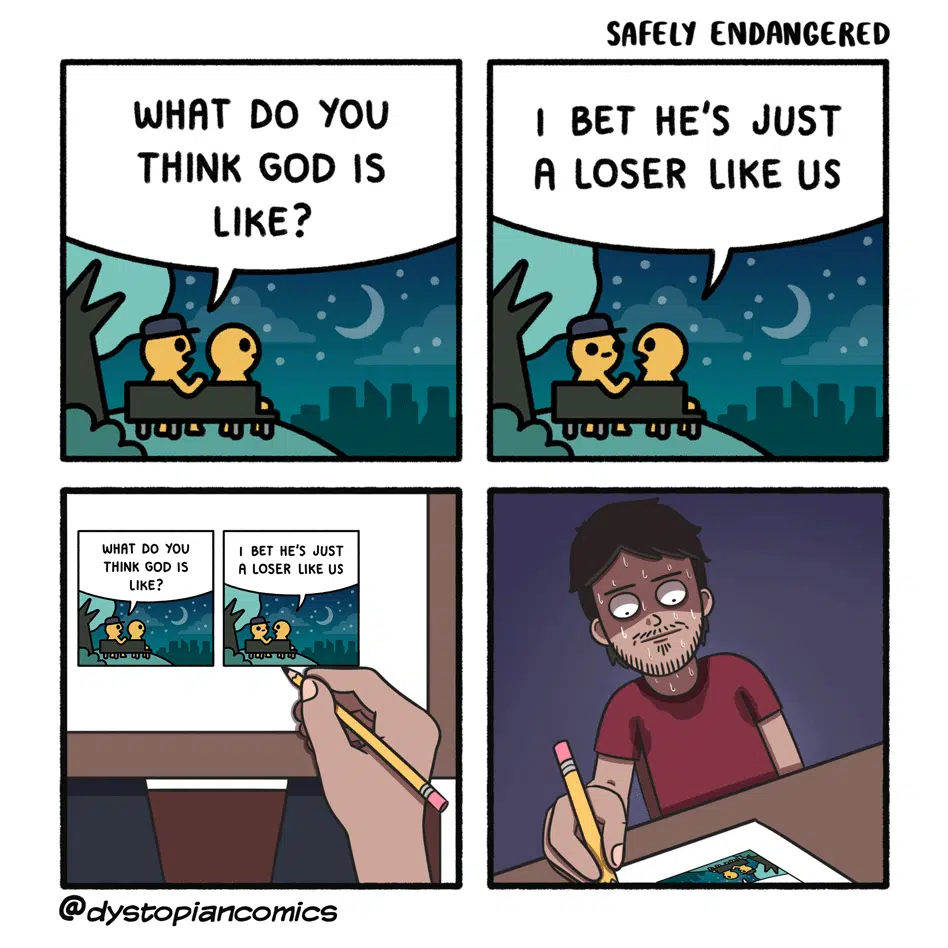 SAFELY ENDANGERED
WHAT DO YOU
THINK GOD IS
LIKE?
I BET HE'S JUST
A LOSER LIKE US
WHAT DO YOU
THINK GOD IS
LIKE?
I BET HE'S JUST
A LOSER LIKE US
@dystopiancomics